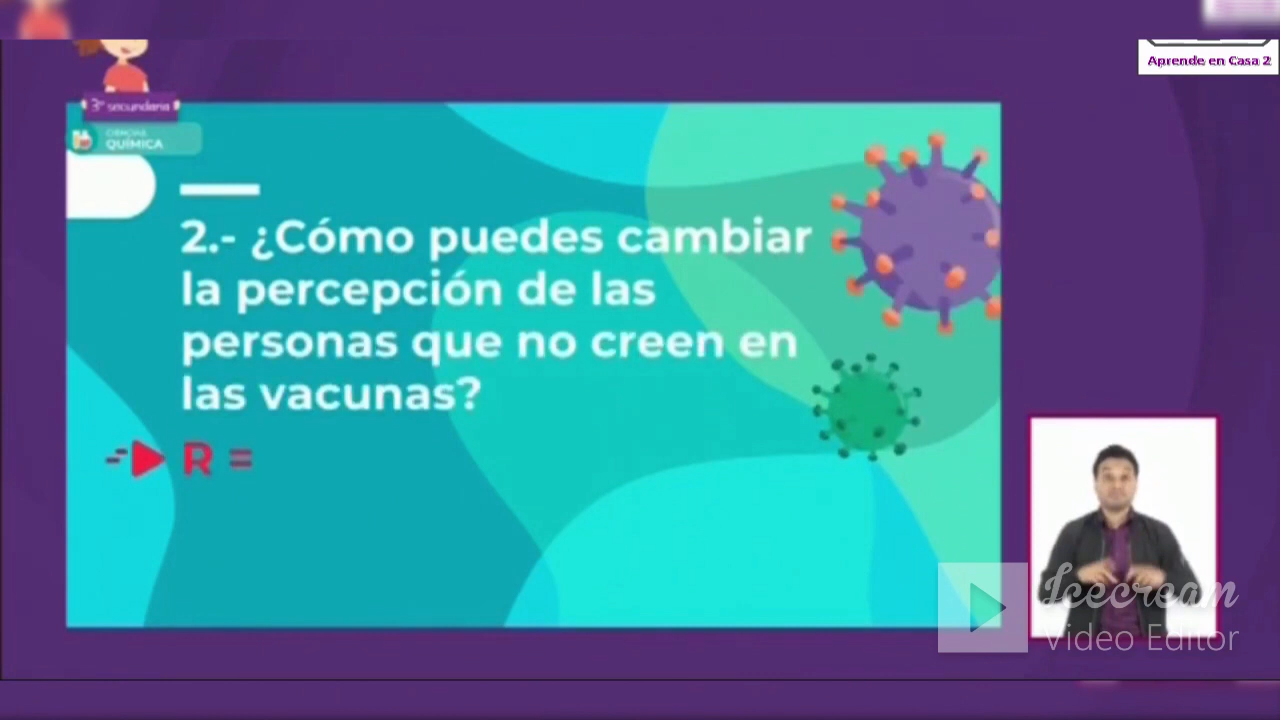 Aprende en Casa 2
3° secundaria
CIENCIAS
QUÍMICA
2.- ¿Cómo puedes cambiar
la percepción de las
personas que no creen en
las vacunas?
R =
Icecream
Video Editor